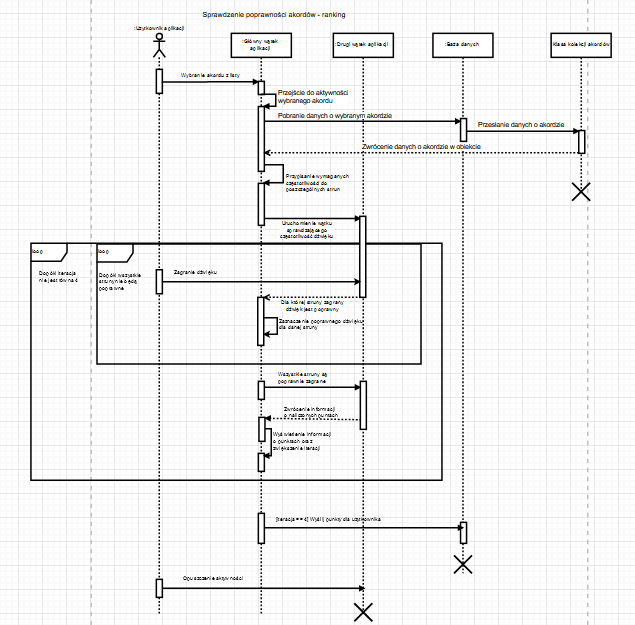 Sprawdzenie poprawności akordów - ranking
:Użytkownik aplikacji
:Główny wątek
aplikacji
:Drugi wątek aplikacji
:Baza danych
Klasa kolekcji akordów
Wybranie akordu z listy
Przejście do aktywności
wybranego akordu
Pobranie danych o wybranym akordzie
Przesłanie danych o akordzie
Zwrócenie danych o akordzie w obiekcie
Przypisanie wymaganych
częstotliwości do
poszczególnych strun
Uruchomienie wątku
sprawdzającego
częstotliwość dźwięku
loop
loop
Dopóki iteracja
nie jest równa 4
Dopóki wszystkie
struny nie będą
poprawne
Zagranie dźwięku
Dla której struny zagrany
dźwięk jest poprawny
Zaznaczenie poprawnego dźwięku
dla danej struny
Wszystkie struny są
poprawnie zagrane
Zwrócenie informacji
o naliczonych punktach
Wyświetlenie informacji
o punktach oraz
zwiększenie iteracji
[Iteracja == 4] Wyślij punkty dla użytkownika
Opuszczenie aktywności